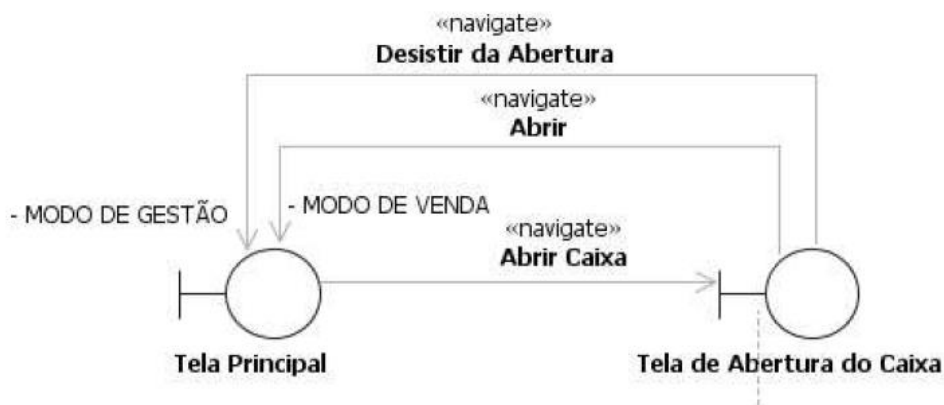 «navigate»
Desistir da Abertura
«navigate»
Abrir
- MODO DE GESTÃO
- MODO DE VENDA
«navigate»
Abrir Caixa
Tela Principal
Tela de Abertura do Caixa